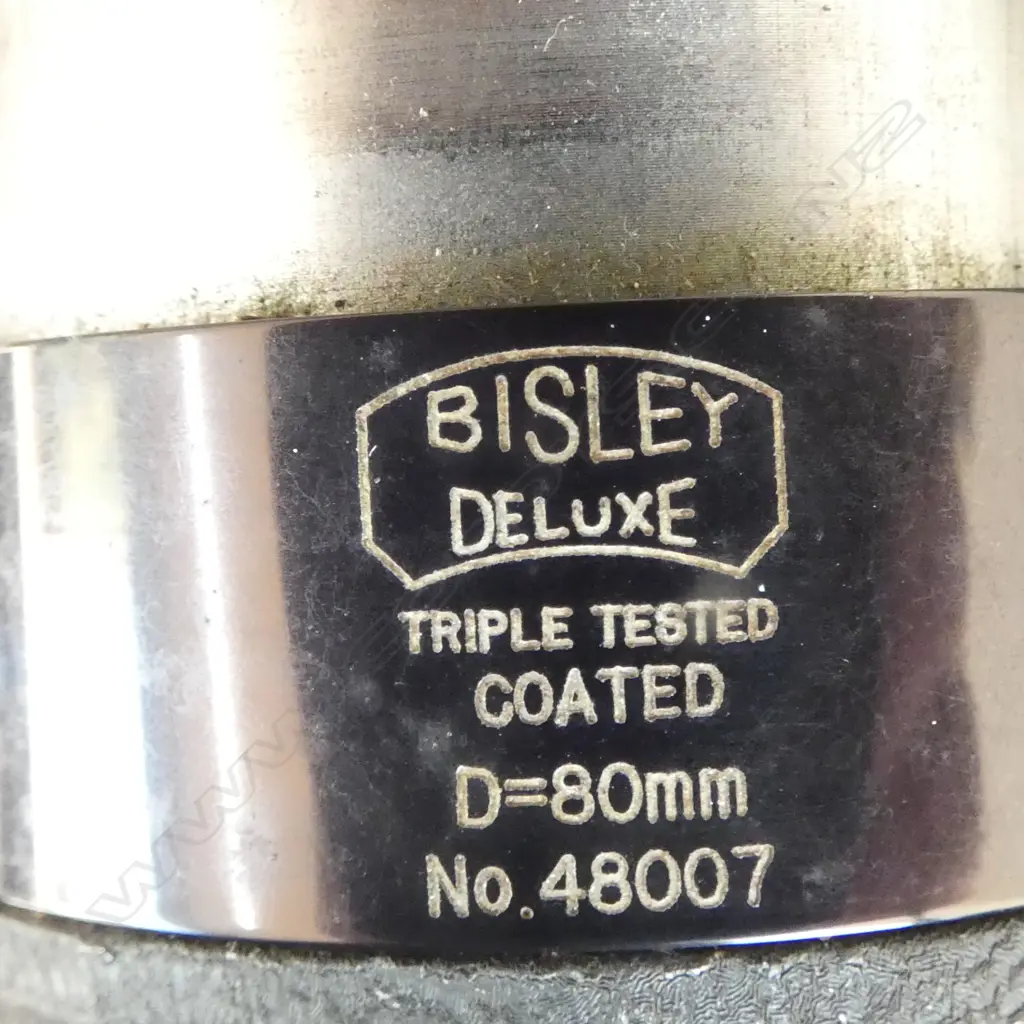 BISLEY
DELUXE
TRIPLE TESTED
COATED
D=80mm
No.48007